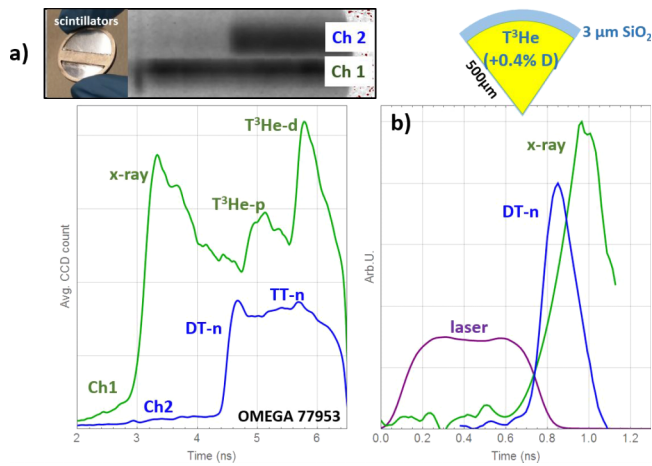 a)
scintillators
Ch 2
Ch 1
x-ray
T³He-p
T³He-d
DT-n
TT-n
Ch1
Ch2
OMEGA 77953
Avg. CCD count
2 3 4 5 6
Time (ns)
T³He
(+0.4% D)
3 µm SiO₂
500µm
b)
x-ray
DT-n
laser
Arb.U.
0.0 0.2 0.4 0.6 0.8 1.0 1.2
Time (ns)